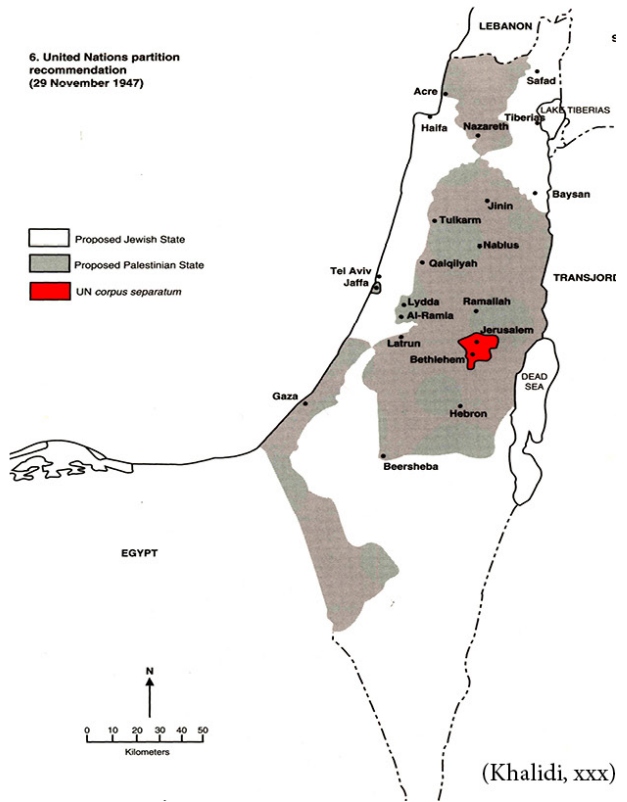 6. United Nations partition
recommendation
(29 November 1947)
LEBANON
S
Safad
Acre
LAKE TIBERIAS
Tiberias
Haifa
Nazareth
Baysan
Jinin
Tulkarm
Nablus
Proposed Jewish State
Proposed Palestinian State
UN corpus separatum
Qalqilyah
Tel Aviv
Jaffa
TRANSJORD
Lydda
Al-Ramla
Ramallah
Jerusalem
Latrun
Bethlehem
DEAD
SEA
Gaza
Hebron
Beersheba
EGYPT
N
0 10 20 30 40 50
Kilometers
(Khalidi, xxx)